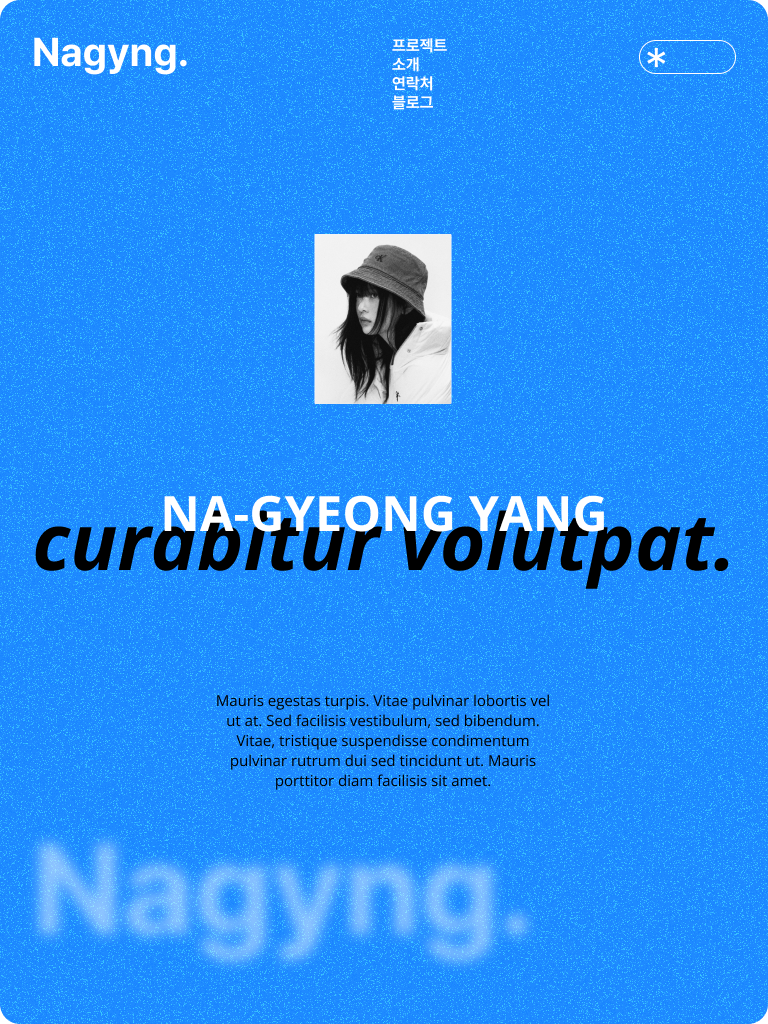 Nagyng.
프로젝트
소개
연락처
블로그
NA-GYEONG YANG
curabitur volutpat.
Mauris egestas turpis. Vitae pulvinar lobortis vel
ut at. Sed facilisis vestibulum, sed bibendum.
Vitae, tristique suspendisse condimentum
pulvinar rutrum dui sed tincidunt ut. Mauris
porttitor diam facilisis sit amet.
Nagyng.